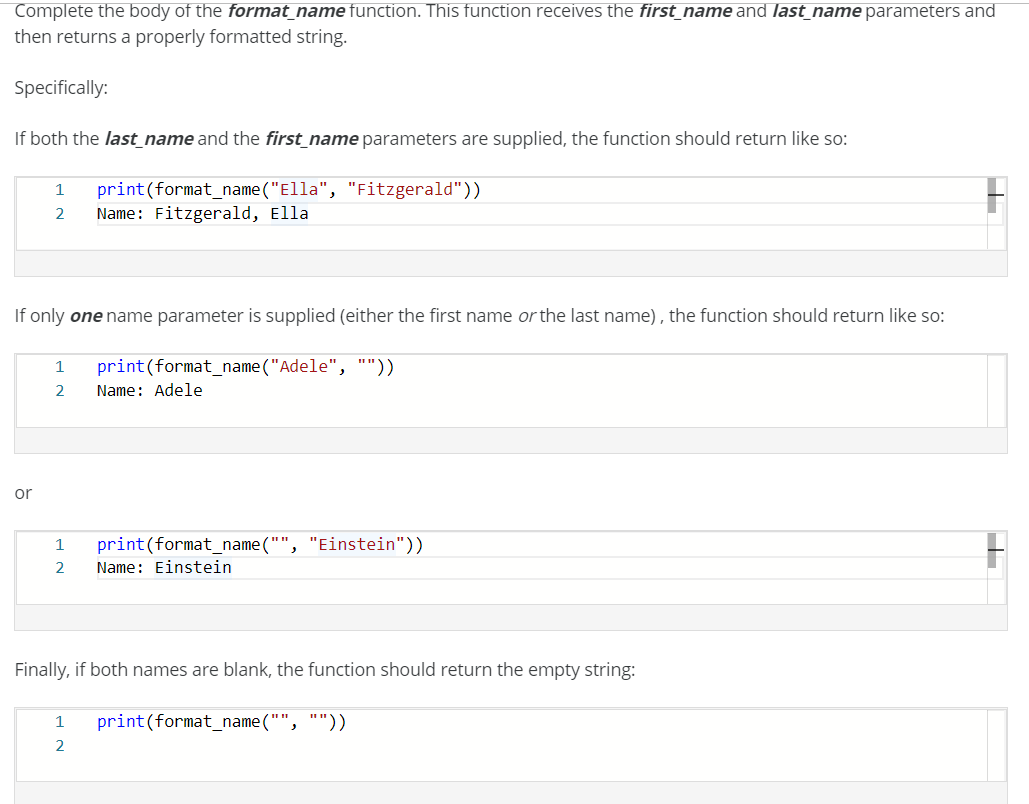 Complete the body of the format_name function. This function receives the first_name and last_name parameters and
then returns a properly formatted string.
Specifically:
If both the last_name and the first_name parameters are supplied, the function should return like so:
1 print(format_name("Ella", "Fitzgerald"))
2 Name: Fitzgerald, Ella
If only one name parameter is supplied (either the first name or the last name) , the function should return like so:
1 print(format_name("Adele", ""))
2 Name: Adele
or
1 print(format_name("", "Einstein"))
2 Name: Einstein
Finally, if both names are blank, the function should return the empty string:
1 print(format_name("", ""))
2